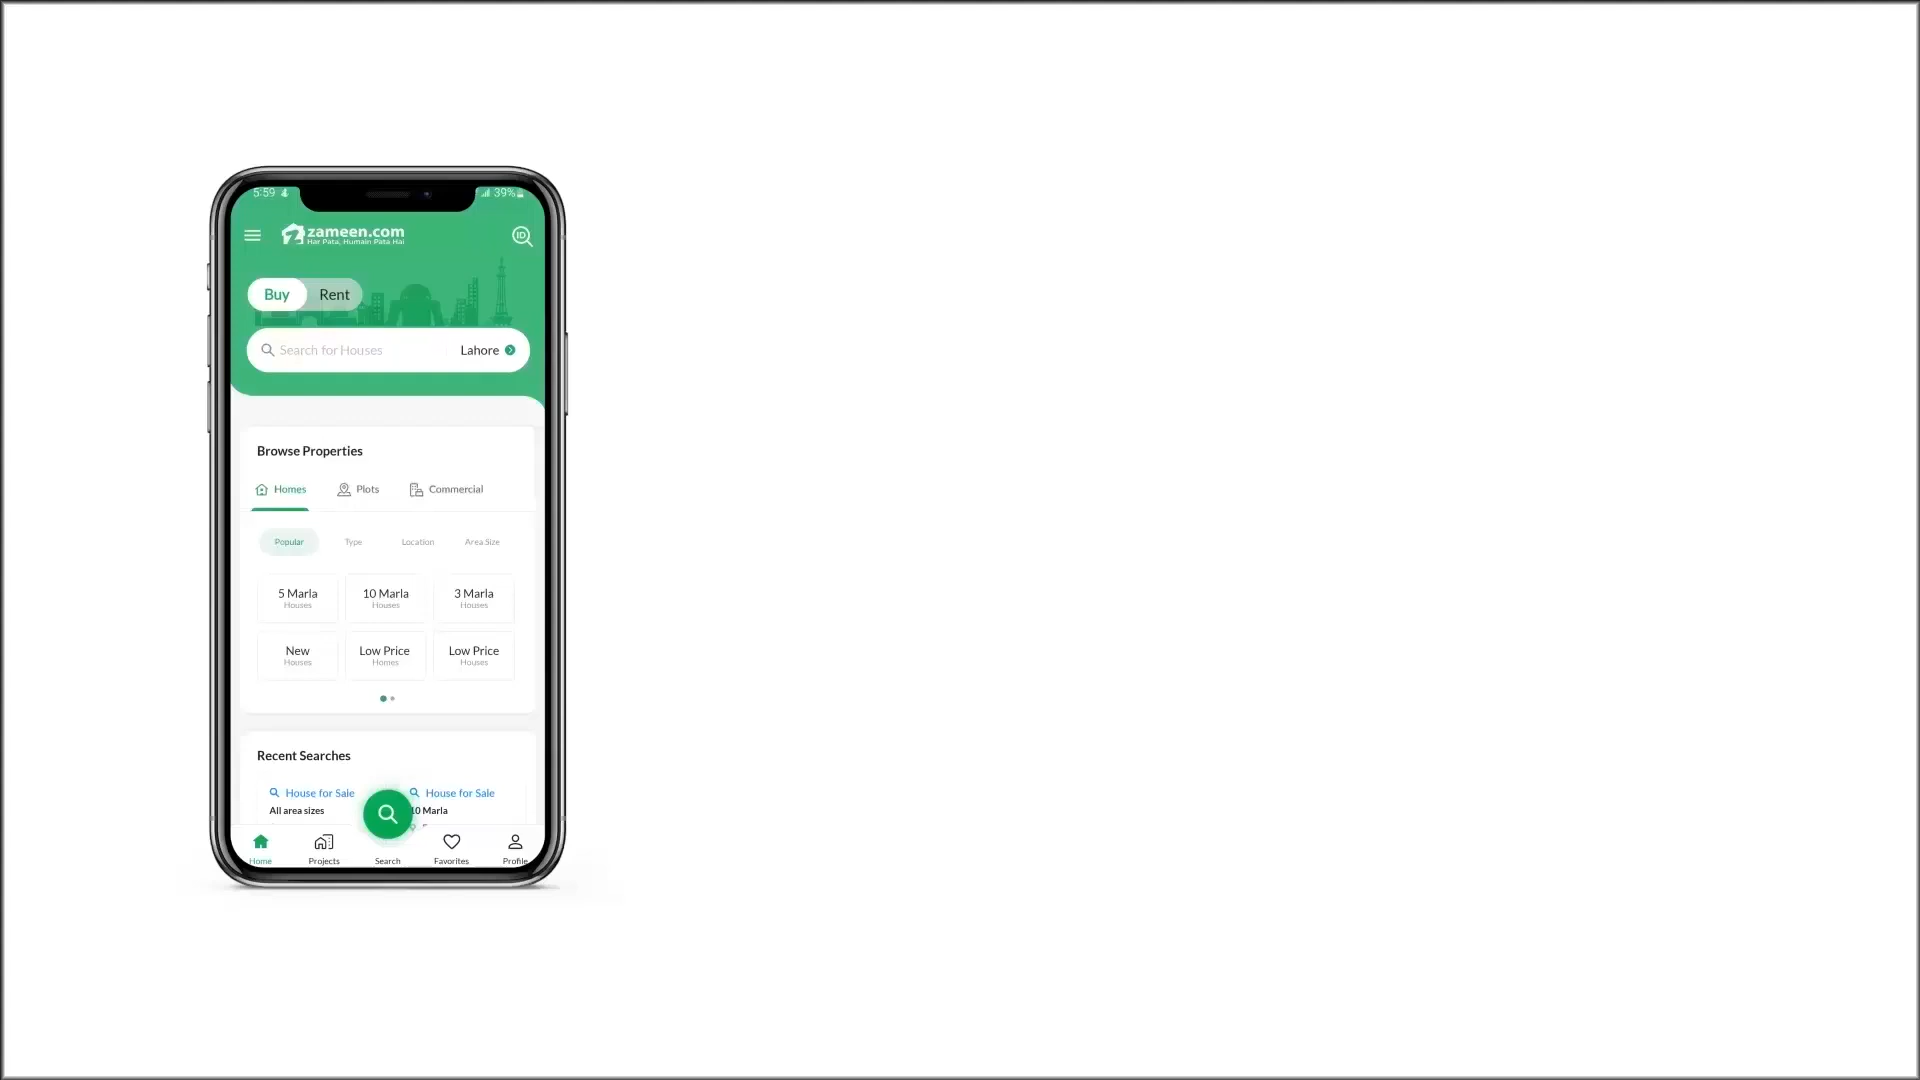 5:59 39%
zameen.com
Har Pata, Humain Pata Hai
ID
Buy Rent
Search for Houses Lahore
Browse Properties
Homes Plots Commercial
Popular Type Location Area Size
5 Marla 10 Marla 3 Marla
Houses Houses Houses
New Low Price Low Price
Houses Homes Houses
Recent Searches
House for Sale House for Sale
All area sizes 10 Marla
Home Projects Search Favorites Profile